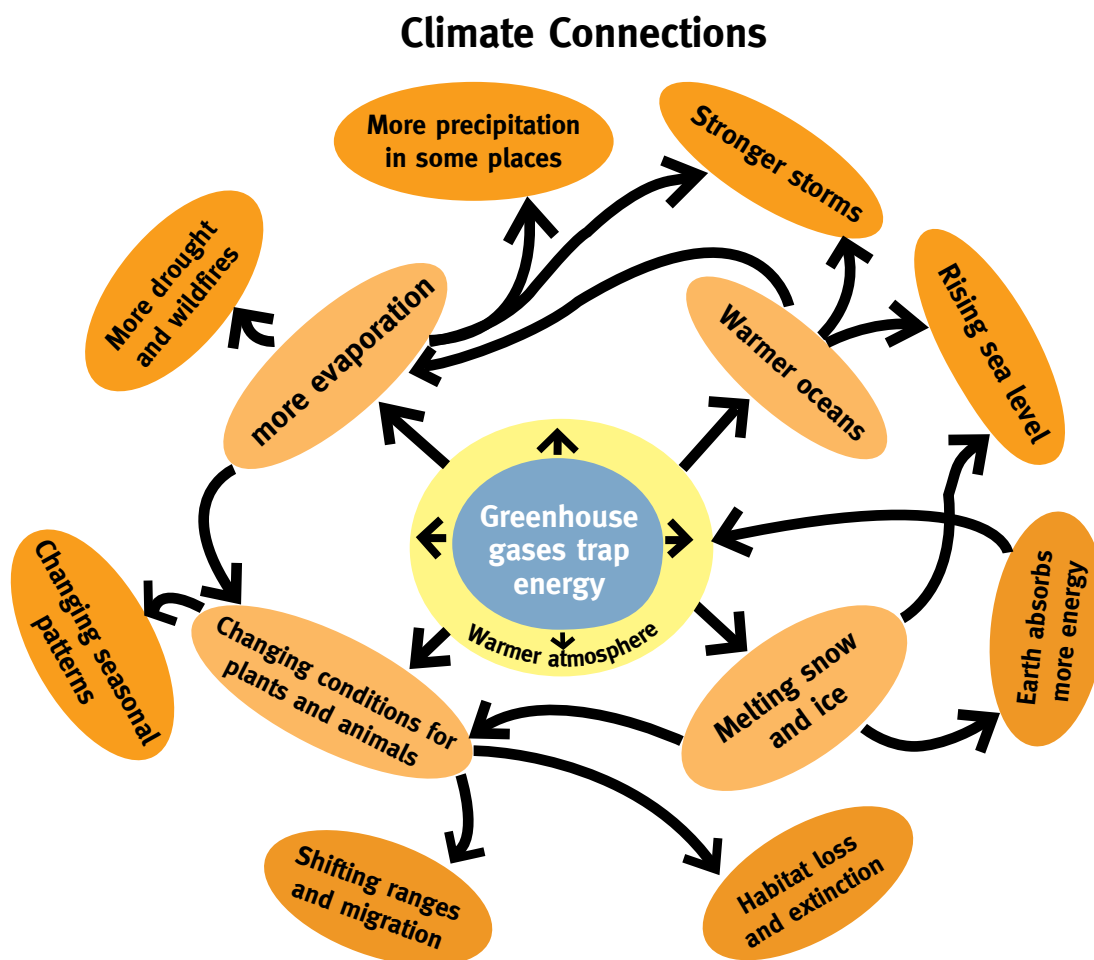 Climate Connections
More precipitation
in some places
Stronger storms
More drought
and wildfires
more evaporation
Warmer oceans
Rising sea level
Greenhouse
gases trap
energy
Warmer atmosphere
Changing seasonal
patterns
Changing conditions for
plants and animals
Melting snow
and ice
Earth absorbs
more energy
Shifting ranges
and migration
Habitat loss
and extinction